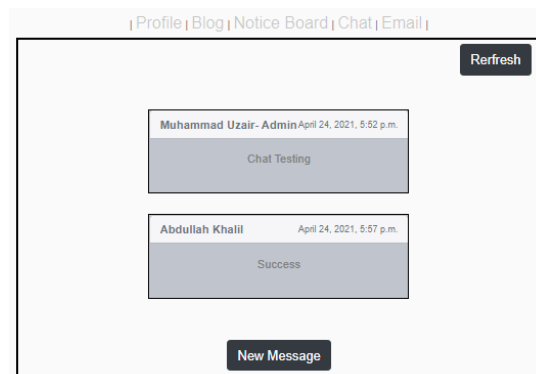 | Profile | Blog | Notice Board | Chat | Email |
Rerfresh
Muhammad Uzair- Admin April 24, 2021, 5:52 p.m.
Chat Testing
Abdullah Khalil April 24, 2021, 5:57 p.m.
Success
New Message